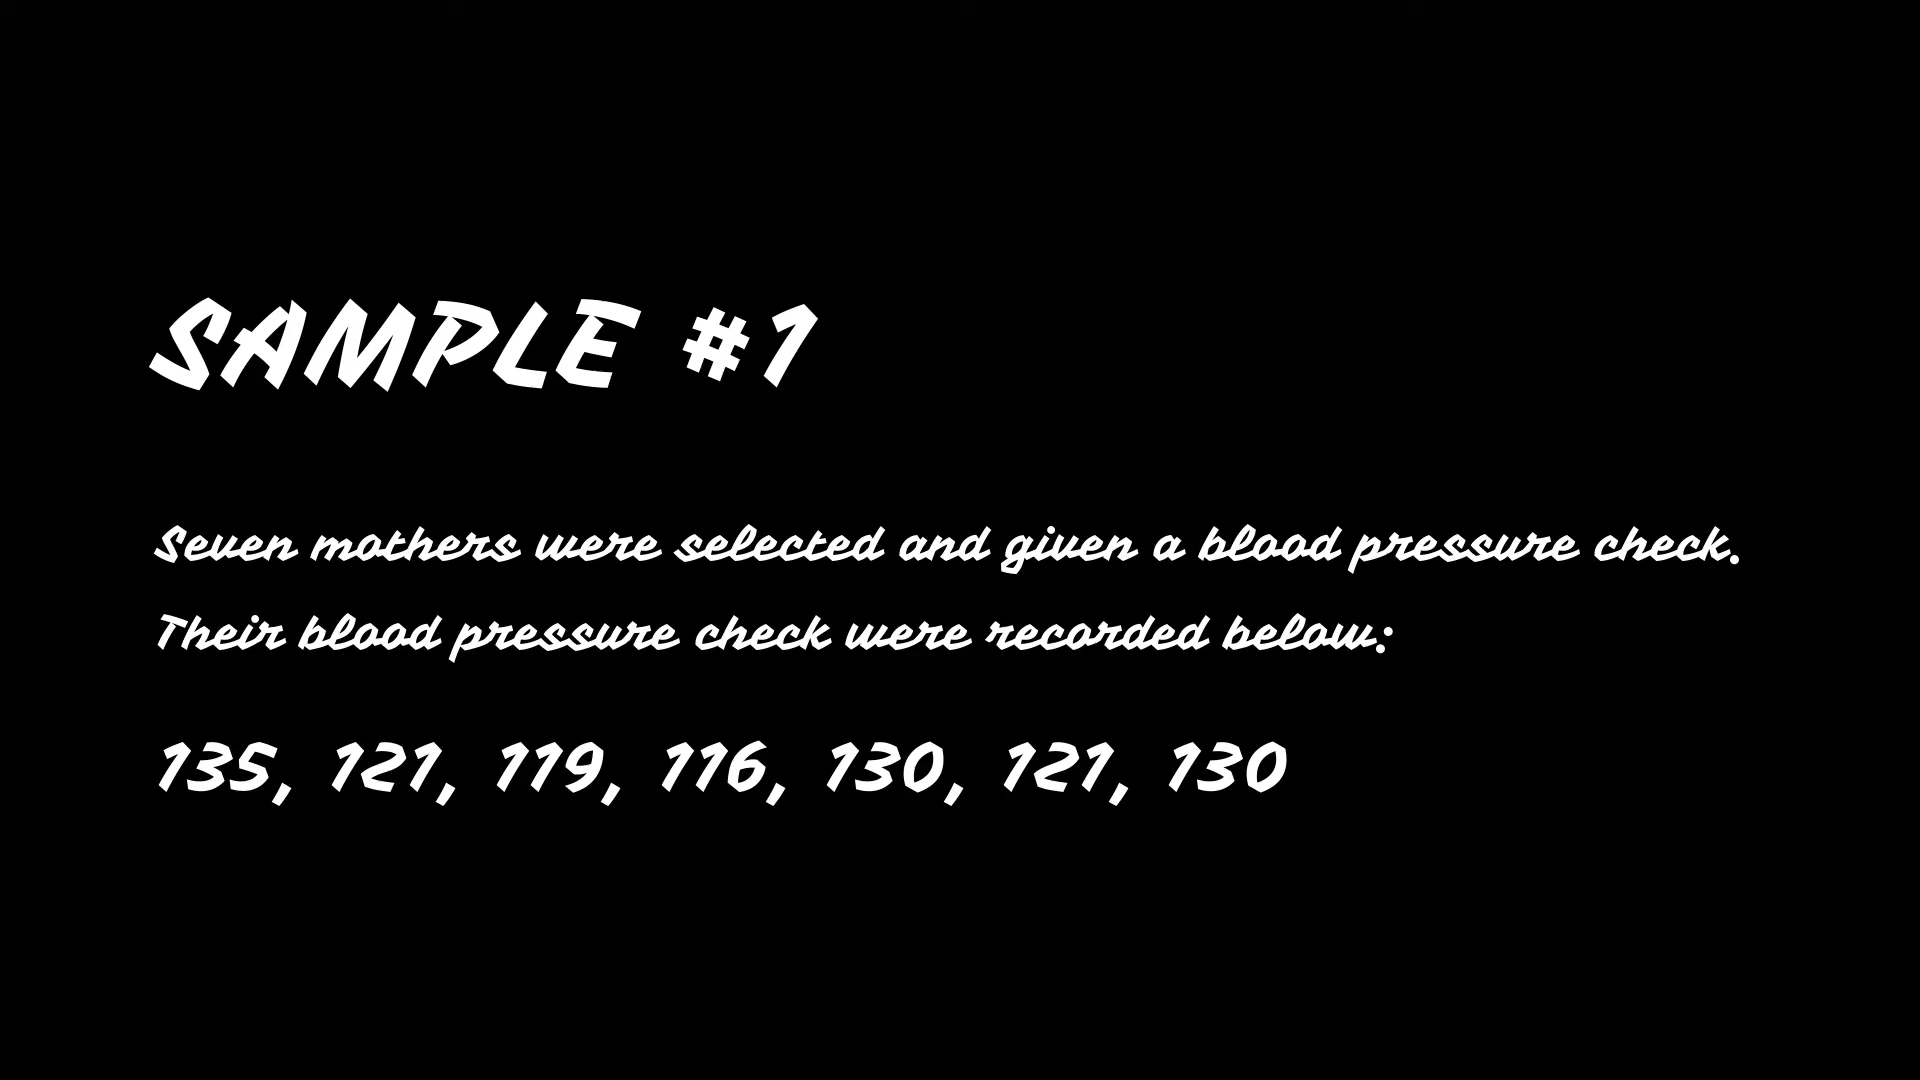 SAMPLE #1
Seven mothers were selected and given a blood pressure check.
Their blood pressure check were recorded below:
135, 121, 119, 116, 130, 121, 130